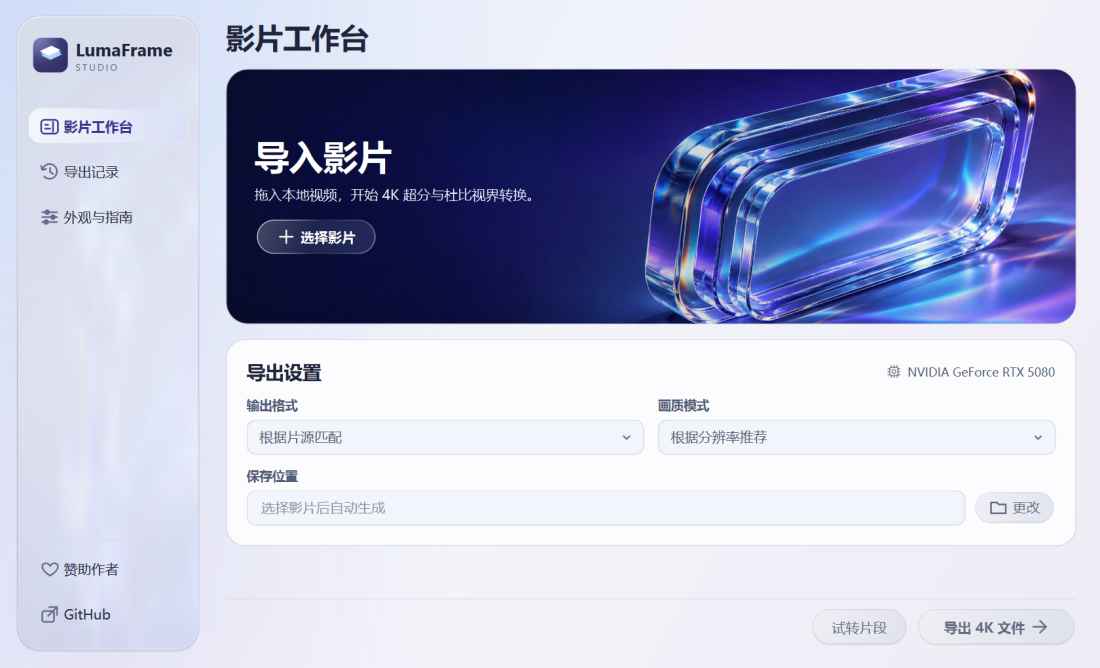 LumaFrame
STUDIO
影片工作台
导出记录
外观与指南
赞助作者
GitHub
影片工作台
导入影片
拖入本地视频，开始 4K 超分与杜比视界转换。
选择影片
导出设置
NVIDIA GeForce RTX 5080
输出格式
画质模式
根据片源匹配
根据分辨率推荐
保存位置
选择影片后自动生成
更改
试转片段
导出 4K 文件